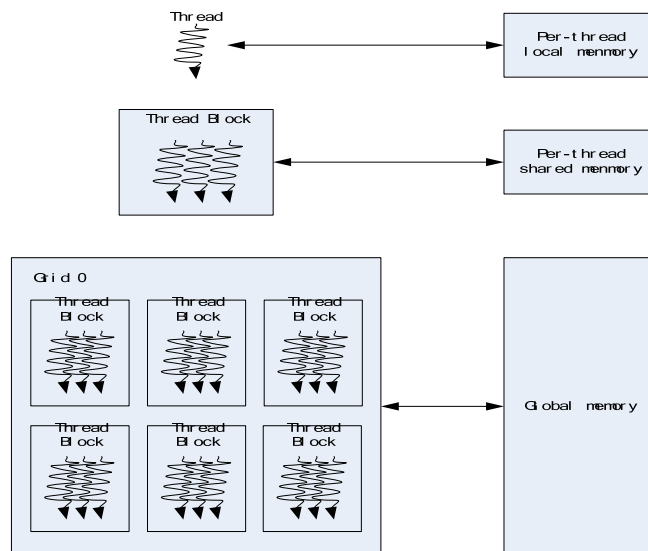 Thread
Per-thread
local memory
Thread Block
Per-thread
shared memory
Grid 0
Thread
Block
Thread
Block
Thread
Block
Global memory
Thread
Block
Thread
Block
Thread
Block